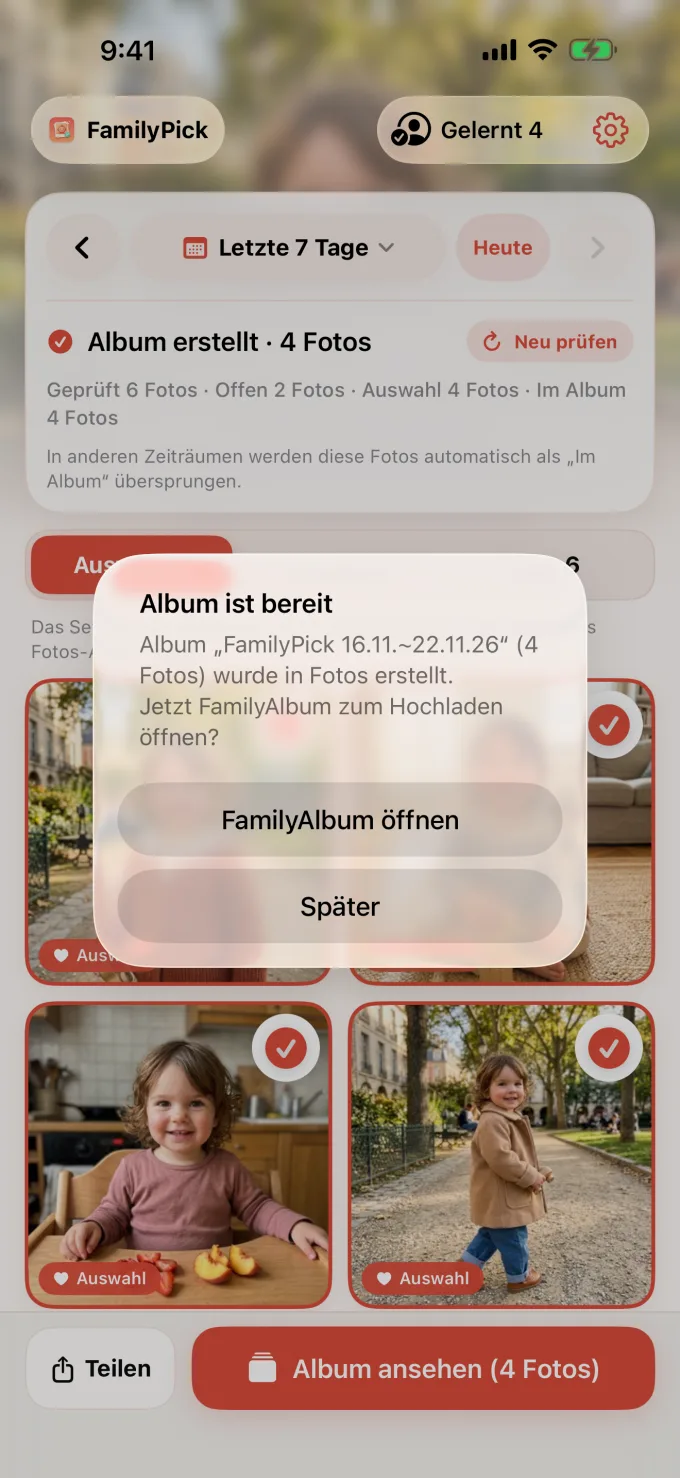 9:41
FamilyPick
Gelernt 4
Letzte 7 Tage
Heute
Album erstellt · 4 Fotos
Neu prüfen
Geprüft 6 Fotos · Offen 2 Fotos · Auswahl 4 Fotos · Im Album
4 Fotos
In anderen Zeiträumen werden diese Fotos automatisch als „Im
Album“ übersprungen.
6
Album ist bereit
Album „FamilyPick 16.11.~22.11.26“ (4
Fotos) wurde in Fotos erstellt.
Jetzt FamilyAlbum zum Hochladen
öffnen?
FamilyAlbum öffnen
Später
Auswahl
Auswahl
Teilen
Album ansehen (4 Fotos)